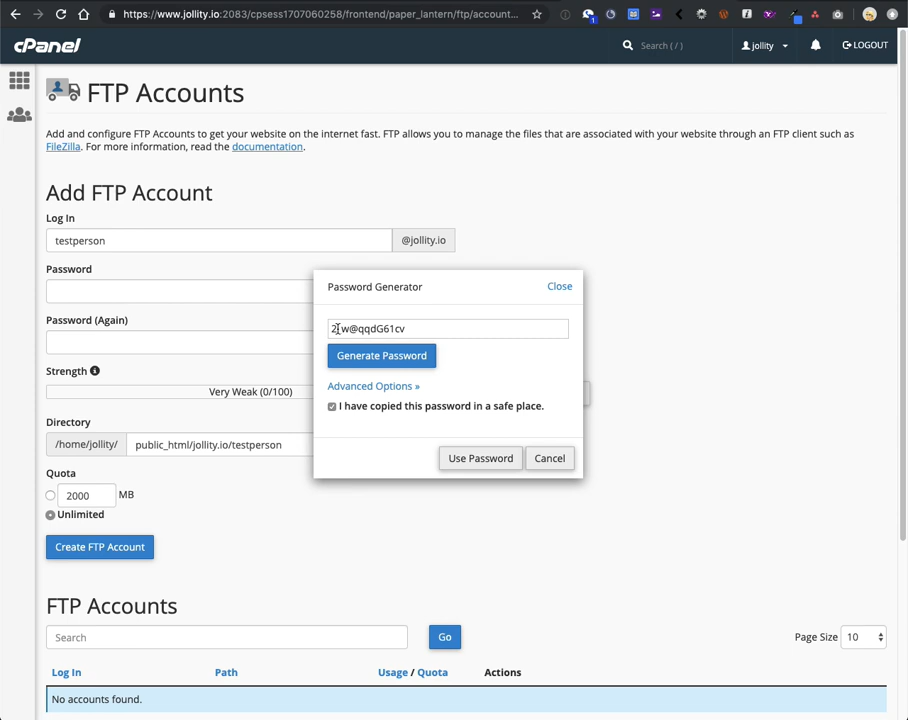 https://www.jollity.io:2083/cpsess1707060258/frontend/paper_lantern/ftp/account...
cPanel
Search ( / )
jollity
LOGOUT
FTP Accounts
Add and configure FTP Accounts to get your website on the internet fast. FTP allows you to manage the files that are associated with your website through an FTP client such as
FileZilla. For more information, read the documentation.
Add FTP Account
Log In
testperson
@jollity.io
Password
Password Generator
Close
Password (Again)
Generate Password
Strength
Very Weak (0/100)
Advanced Options »
I have copied this password in a safe place.
Directory
/home/jollity/
public_html/jollity.io/testperson
Use Password
Cancel
Quota
2000
MB
Unlimited
Create FTP Account
FTP Accounts
Search
Go
Page Size
10
Log In
Path
Usage / Quota
Actions
No accounts found.